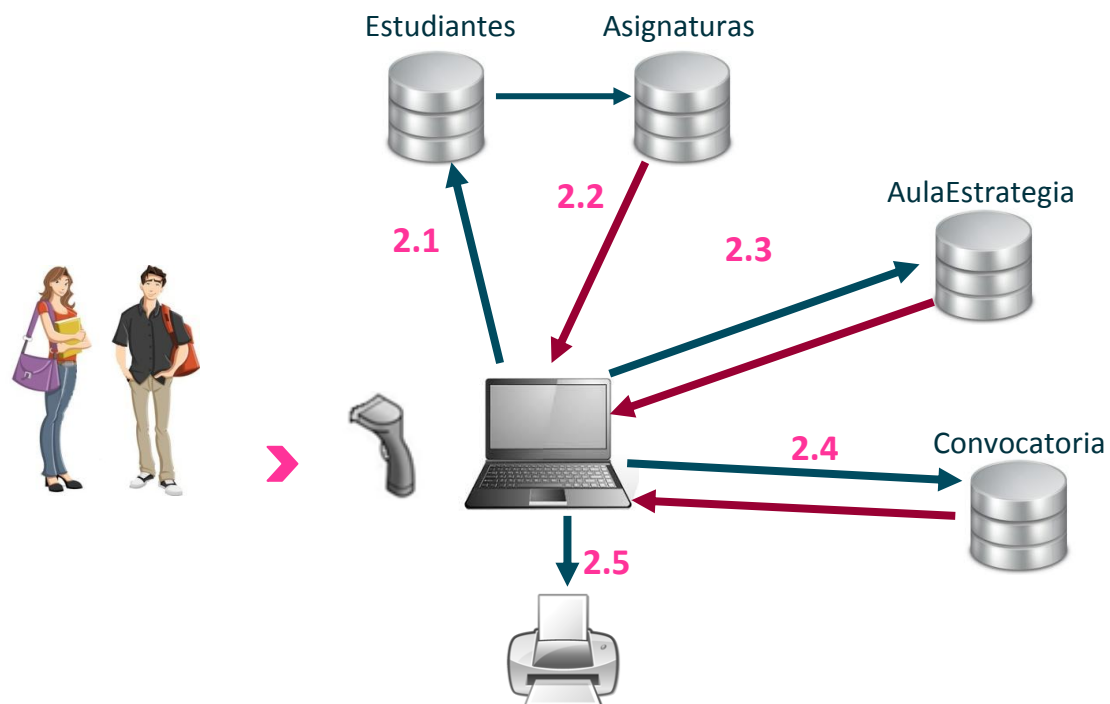 Estudiantes
Asignaturas
2.1
2.2
AulaEstrategia
2.3
Convocatoria
2.4
2.5